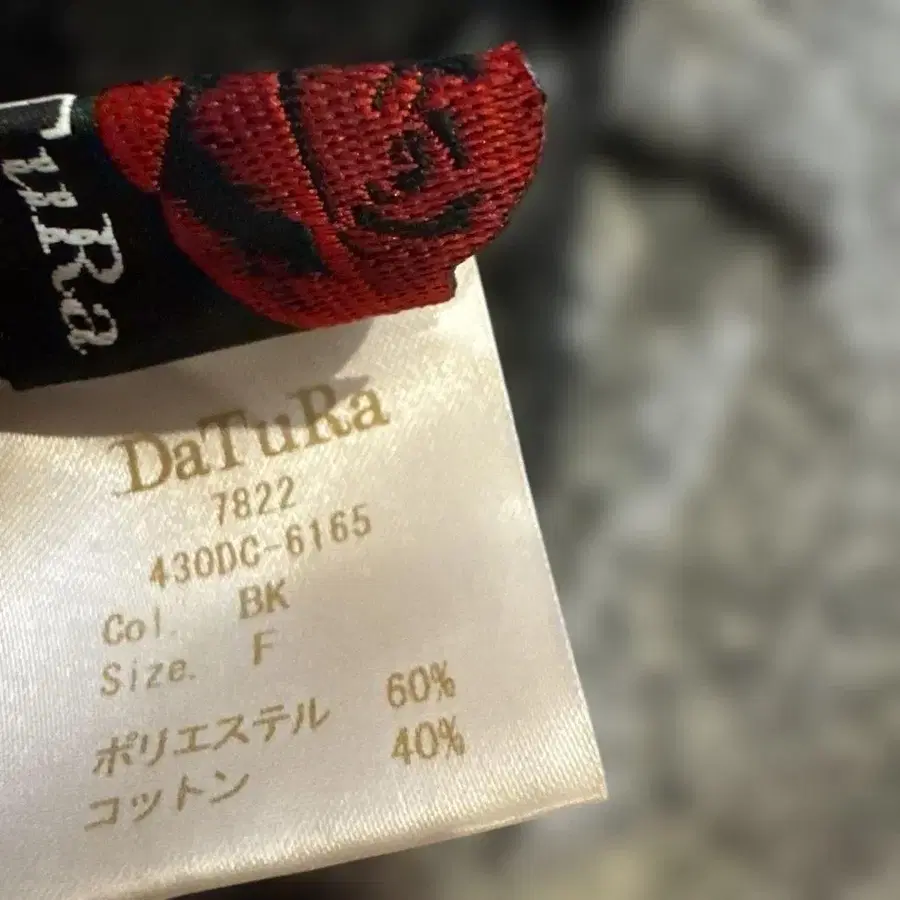 uRa
DaTuRa
7822
430DC-6165
Col. BK
Size. F
ポリエステル 60%
コットン 40%